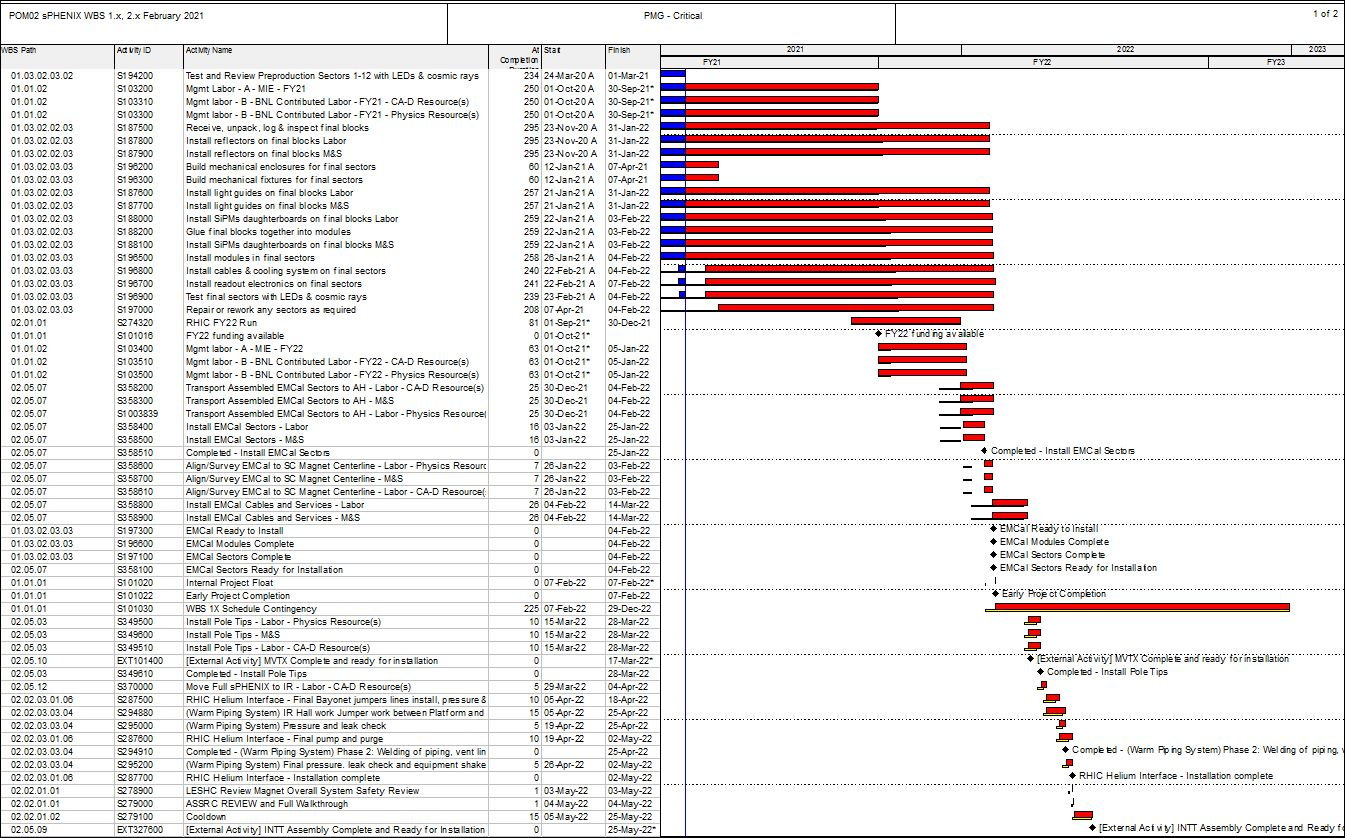 POM02 sPHENIX WBS 1.x, 2.x February 2021 PMG - Critical 1 of 2
WBS Path Activity ID Activity Name At Completion Start Finish 2021 2022 2023
FY21 FY22 FY23
01.03.02.03.02 S194200 Test and Review Preproduction Sectors 1-12 with LEDs & cosmic rays 234 24-Mar-20 A 01-Mar-21
01.01.02 S103200 Mgmt Labor - A - MIE - FY21 250 01-Oct-20 A 30-Sep-21*
01.01.02 S103310 Mgmt labor - B - BNL Contributed Labor - FY21 - CA-D Resource(s) 250 01-Oct-20 A 30-Sep-21*
01.01.02 S103300 Mgmt labor - B - BNL Contributed Labor - FY21 - Physics Resource(s) 250 01-Oct-20 A 30-Sep-21*
01.03.02.02.03 S187500 Receive, unpack, log & inspect final blocks 295 23-Nov-20 A 31-Jan-22
01.03.02.02.03 S187800 Install reflectors on final blocks Labor 295 23-Nov-20 A 31-Jan-22
01.03.02.02.03 S187900 Install reflectors on final blocks M&S 295 23-Nov-20 A 31-Jan-22
01.03.02.03.03 S196200 Build mechanical enclosures for final sectors 60 12-Jan-21 A 07-Apr-21
01.03.02.03.03 S196300 Build mechanical fixtures for final sectors 60 12-Jan-21 A 07-Apr-21
01.03.02.02.03 S187600 Install light guides on final blocks Labor 257 21-Jan-21 A 31-Jan-22
01.03.02.02.03 S187700 Install light guides on final blocks M&S 257 21-Jan-21 A 31-Jan-22
01.03.02.02.03 S188000 Install SiPMs daughterboards on final blocks Labor 259 22-Jan-21 A 03-Feb-22
01.03.02.02.03 S188200 Glue final blocks together into modules 259 22-Jan-21 A 03-Feb-22
01.03.02.02.03 S188100 Install SiPMs daughterboards on final blocks M&S 259 22-Jan-21 A 03-Feb-22
01.03.02.03.03 S196500 Install modules in final sectors 258 26-Jan-21 A 04-Feb-22
01.03.02.03.03 S196800 Install cables & cooling system on final sectors 240 22-Feb-21 A 04-Feb-22
01.03.02.03.03 S196700 Install readout electronics on final sectors 241 22-Feb-21 A 07-Feb-22
01.03.02.03.03 S196900 Test final sectors with LEDs & cosmic rays 239 23-Feb-21 A 04-Feb-22
01.03.02.03.03 S197000 Repair or rework any sectors as required 208 07-Apr-21 04-Feb-22
02.01.01 S274320 RHIC FY22 Run 81 01-Sep-21* 30-Dec-21
01.01.01 S101016 FY22 funding available 0 01-Oct-21* FY22 funding available
01.01.02 S103400 Mgmt labor - A - MIE - FY22 63 01-Oct-21* 05-Jan-22
01.01.02 S103510 Mgmt labor - B - BNL Contributed Labor - FY22 - CA-D Resource(s) 63 01-Oct-21* 05-Jan-22
01.01.02 S103500 Mgmt labor - B - BNL Contributed Labor - FY22 - Physics Resource(s) 63 01-Oct-21* 05-Jan-22
02.05.07 S358200 Transport Assembled EMCal Sectors to AH - Labor - CA-D Resource(s) 25 30-Dec-21 04-Feb-22
02.05.07 S358300 Transport Assembled EMCal Sectors to AH - M&S 25 30-Dec-21 04-Feb-22
02.05.07 S1003839 Transport Assembled EMCal Sectors to AH - Labor - Physics Resource( 25 30-Dec-21 04-Feb-22
02.05.07 S358400 Install EMCal Sectors - Labor 16 03-Jan-22 25-Jan-22
02.05.07 S358500 Install EMCal Sectors - M&S 16 03-Jan-22 25-Jan-22
02.05.07 S358510 Completed - Install EMCal Sectors 0 25-Jan-22 Completed - Install EMCal Sectors
02.05.07 S358600 Align/Survey EMCal to SC Magnet Centerline - Labor - Physics Resourc 7 26-Jan-22 03-Feb-22
02.05.07 S358700 Align/Survey EMCal to SC Magnet Centerline - M&S 7 26-Jan-22 03-Feb-22
02.05.07 S358610 Align/Survey EMCal to SC Magnet Centerline - Labor - CA-D Resource( 7 26-Jan-22 03-Feb-22
02.05.07 S358800 Install EMCal Cables and Services - Labor 26 04-Feb-22 14-Mar-22
02.05.07 S358900 Install EMCal Cables and Services - M&S 26 04-Feb-22 14-Mar-22
01.03.02.03.03 S197300 EMCal Ready to Install 0 04-Feb-22 EMCal Ready to Install
01.03.02.03.03 S196600 EMCal Modules Complete 0 04-Feb-22 EMCal Modules Complete
01.03.02.03.03 S197100 EMCal Sectors Complete 0 04-Feb-22 EMCal Sectors Complete
02.05.07 S358100 EMCal Sectors Ready for Installation 0 04-Feb-22 EMCal Sectors Ready for Installation
01.01.01 S101020 Internal Project Float 0 07-Feb-22 07-Feb-22*
01.01.01 S101022 Early Project Completion 0 07-Feb-22 Early Project Completion
01.01.01 S101030 WBS 1X Schedule Contingency 225 07-Feb-22 29-Dec-22
02.05.03 S349500 Install Pole Tips - Labor - Physics Resource(s) 10 15-Mar-22 28-Mar-22
02.05.03 S349600 Install Pole Tips - M&S 10 15-Mar-22 28-Mar-22
02.05.03 S349510 Install Pole Tips - Labor - CA-D Resource(s) 10 15-Mar-22 28-Mar-22
02.05.10 EXT101400 [External Activity] MVTX Complete and ready for installation 0 17-Mar-22* [External Activity] MVTX Complete and ready for installation
02.05.03 S349610 Completed - Install Pole Tips 0 28-Mar-22 Completed - Install Pole Tips
02.05.12 S370000 Move Full sPHENIX to IR - Labor - CA-D Resource(s) 5 29-Mar-22 04-Apr-22
02.02.03.01.06 S287500 RHIC Helium Interface - Final Bayonet jumpers lines install, pressure & 10 05-Apr-22 18-Apr-22
02.02.03.03.04 S294880 (Warm Piping System) IR Hall work Jumper work between Platform and 15 05-Apr-22 25-Apr-22
02.02.03.03.04 S295000 (Warm Piping System) Pressure and leak check 5 19-Apr-22 25-Apr-22
02.02.03.01.06 S287600 RHIC Helium Interface - Final pump and purge 10 19-Apr-22 02-May-22
02.02.03.03.04 S294910 Completed - (Warm Piping System) Phase 2: Welding of piping, vent lin 0 25-Apr-22 Completed - (Warm Piping System) Phase 2: Welding of piping, v
02.02.03.03.04 S295200 (Warm Piping System) Final pressure. leak check and equipment shake 5 26-Apr-22 02-May-22
02.02.03.01.06 S287700 RHIC Helium Interface - Installation complete 0 02-May-22 RHIC Helium Interface - Installation complete
02.02.01.01 S278900 LESHC Review Magnet Overall System Safety Review 1 03-May-22 03-May-22
02.02.01.01 S279000 ASSRC REVIEW and Full Walkthrough 1 04-May-22 04-May-22
02.02.01.02 S279100 Cooldown 15 05-May-22 25-May-22
02.05.09 EXT327600 [External Activity] INTT Assembly Complete and Ready for Installation 0 25-May-22* [External Activity] INTT Assembly Complete and Ready fo